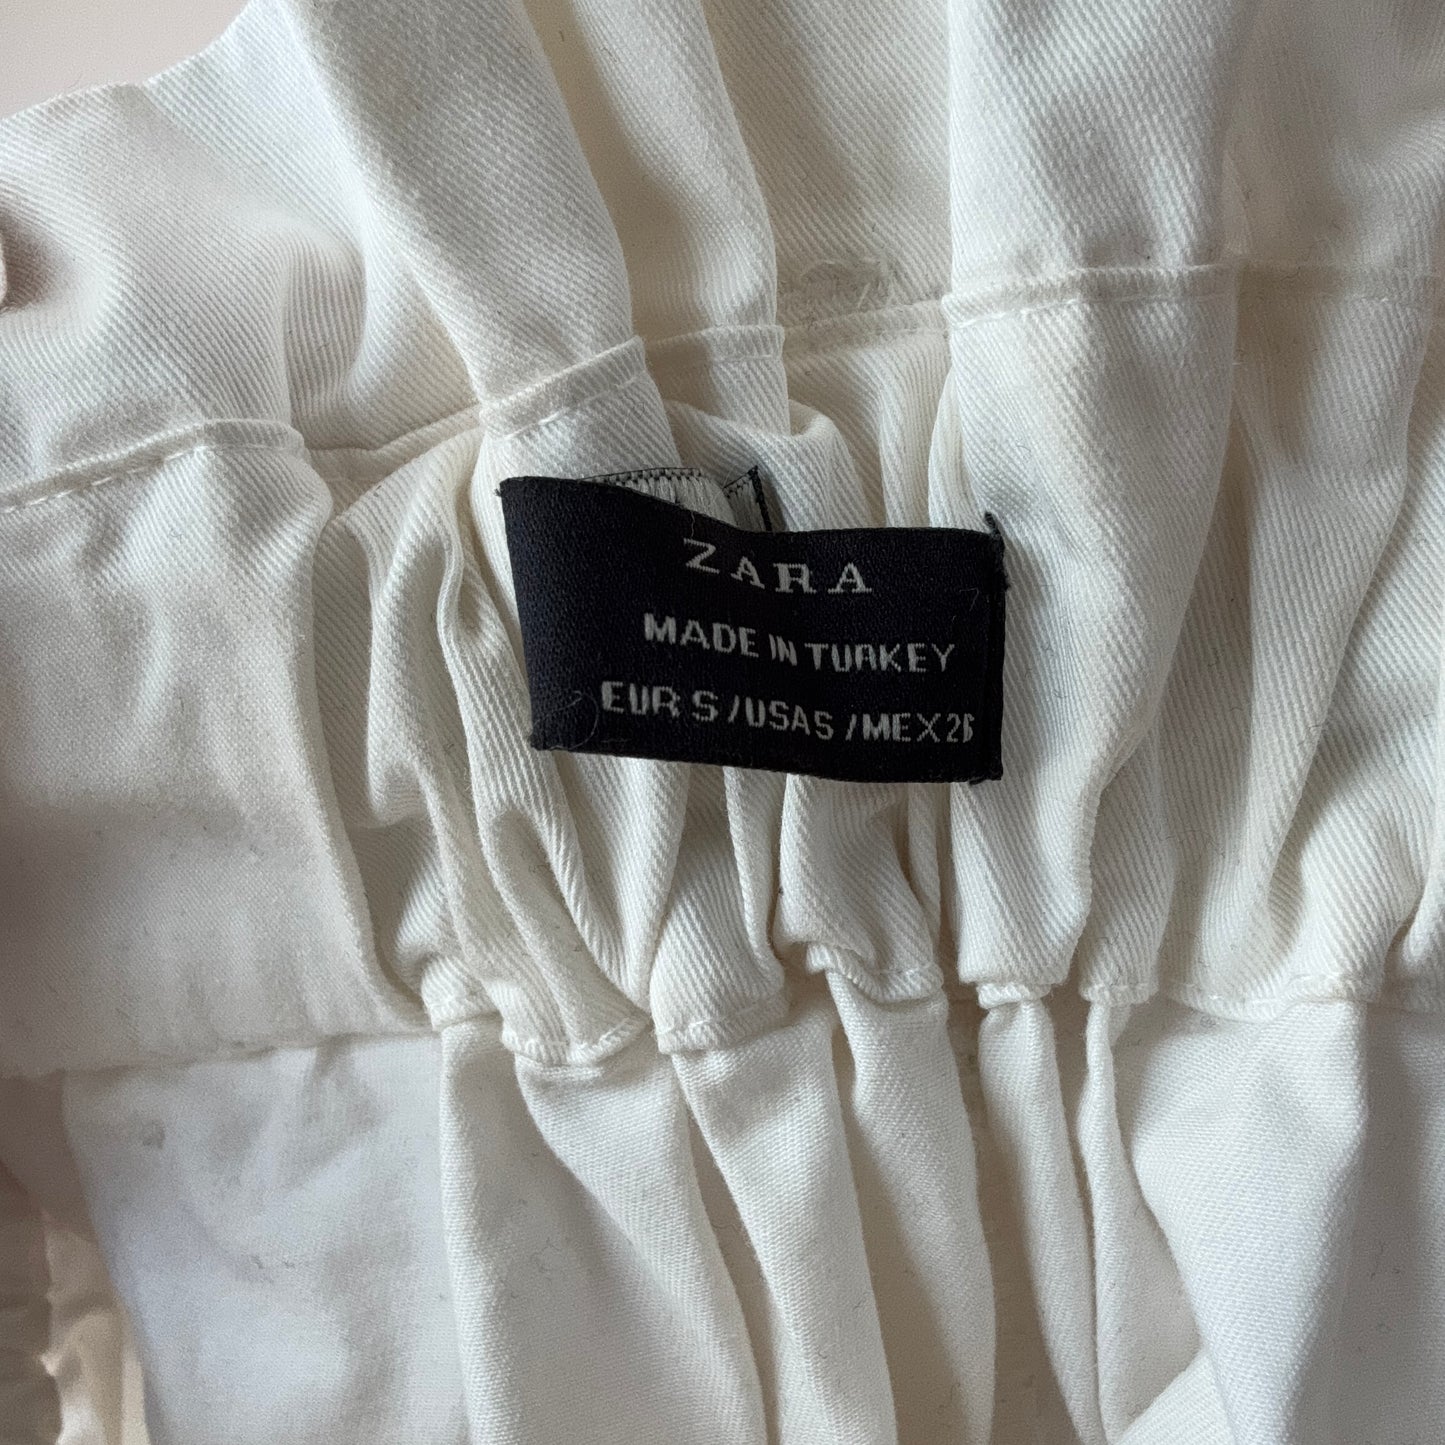 ZARA
MADE IN TURKEY
EUR S / USA S / MEX 26